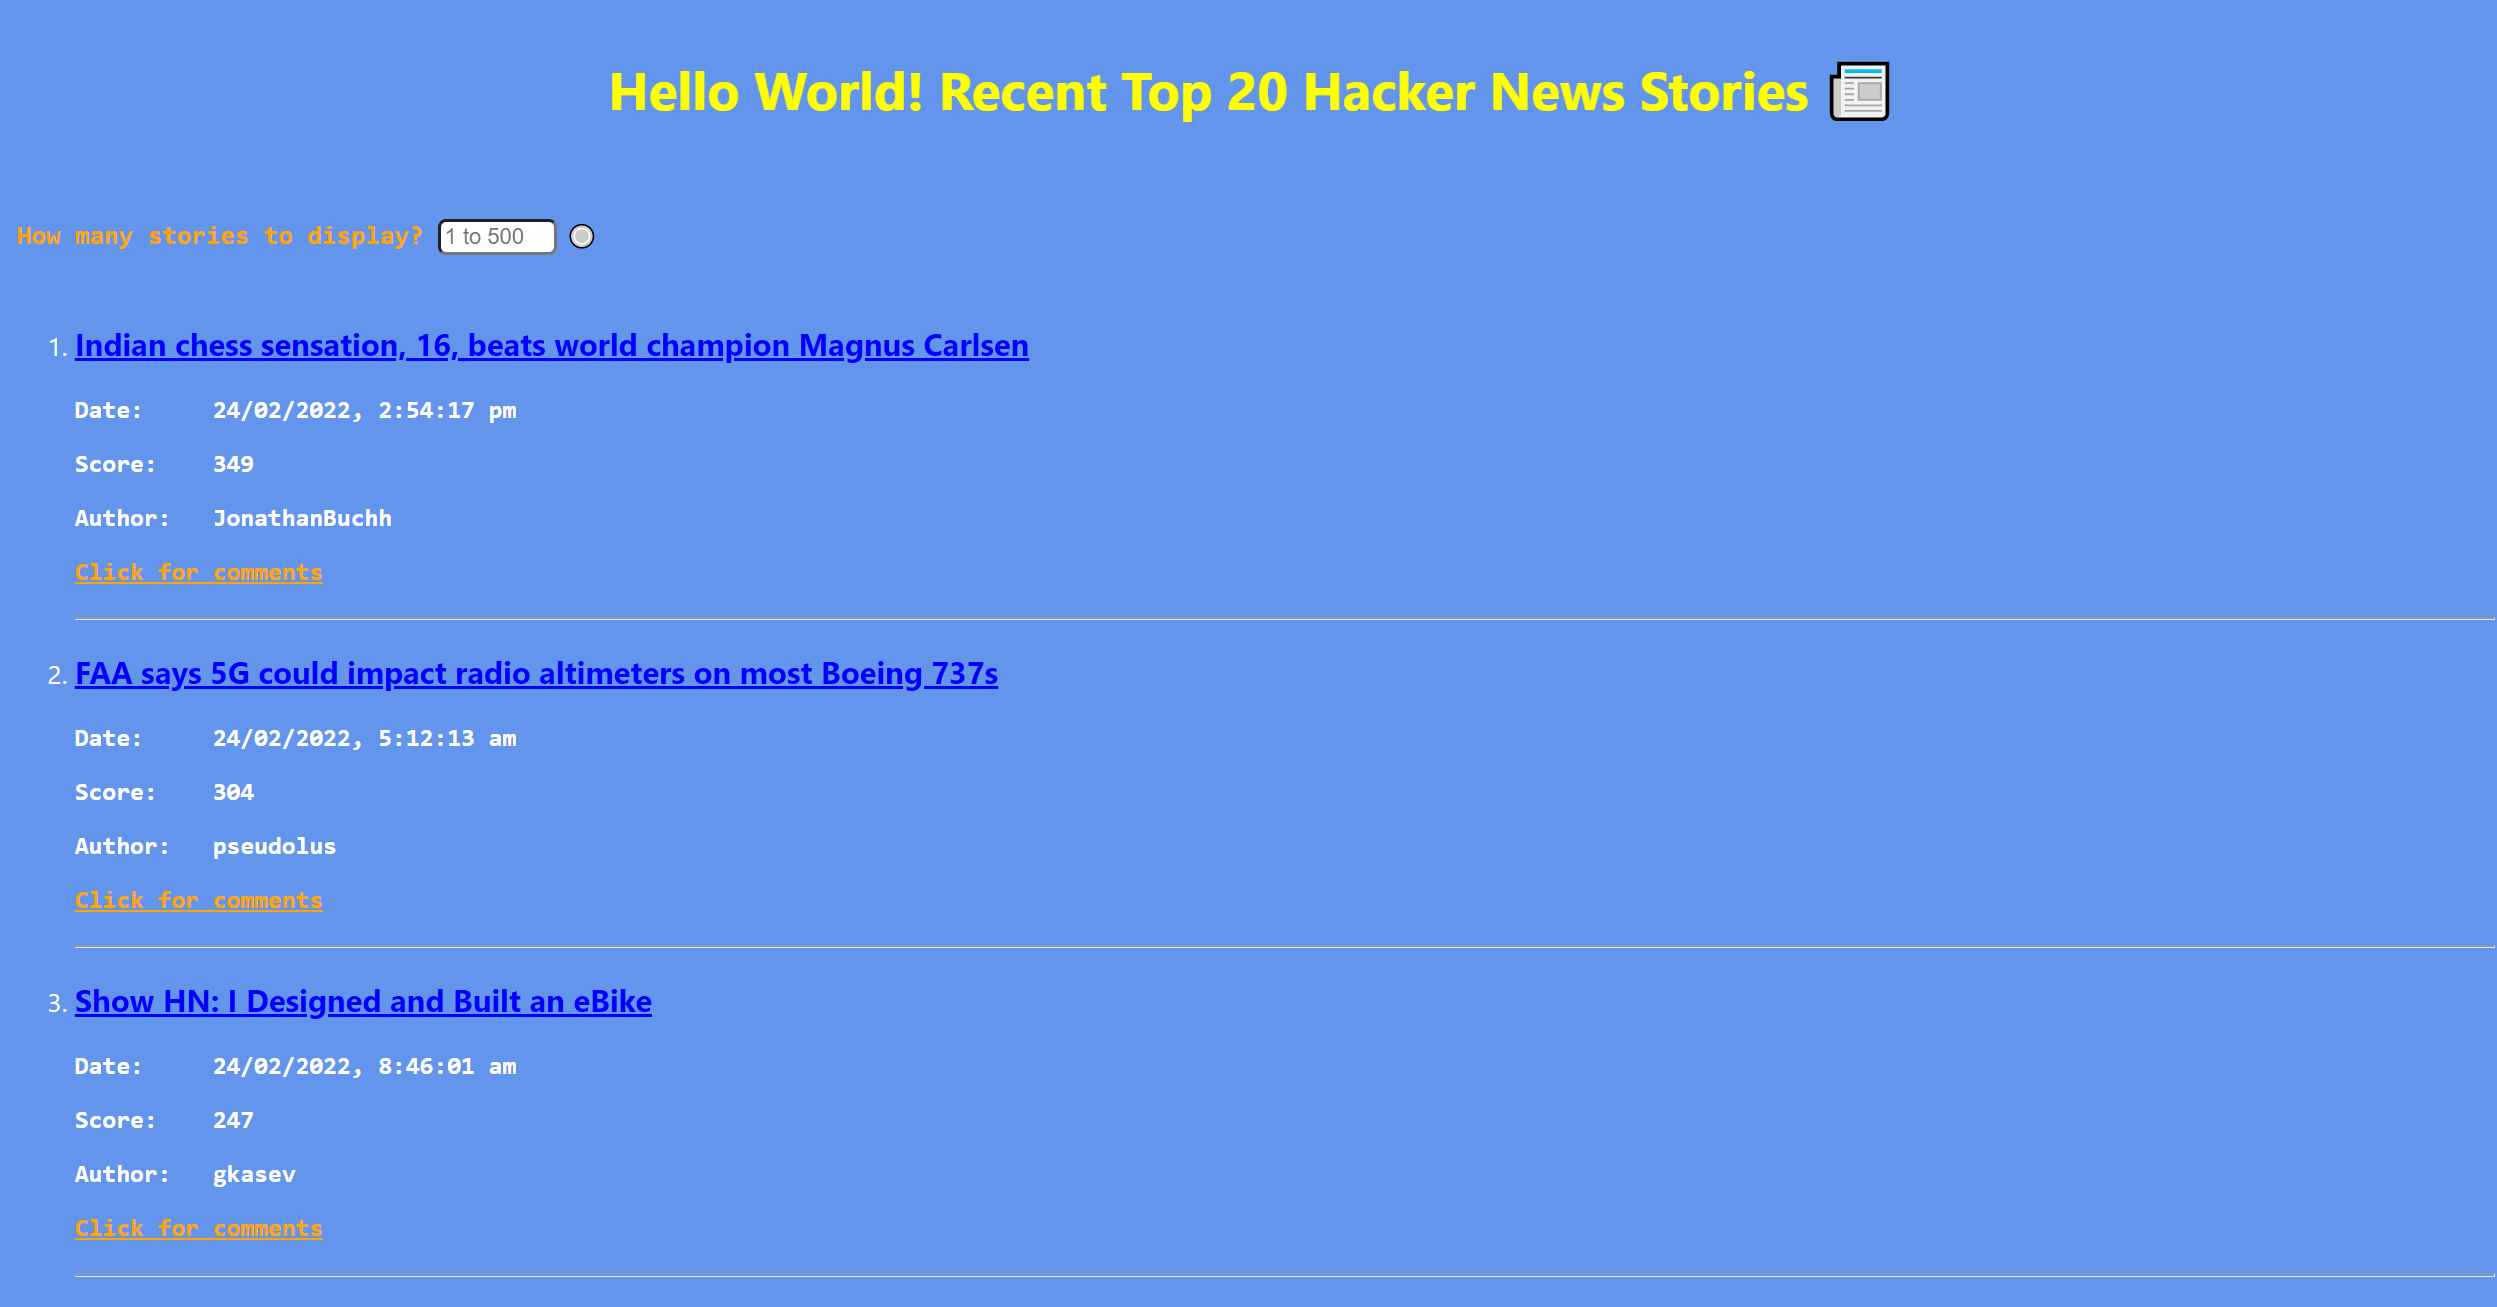 Hello World! Recent Top 20 Hacker News Stories
How many stories to display? 1 to 500
1. Indian chess sensation, 16, beats world champion Magnus Carlsen
Date: 24/02/2022, 2:54:17 pm
Score: 349
Author: JonathanBuchh
Click for comments
2. FAA says 5G could impact radio altimeters on most Boeing 737s
Date: 24/02/2022, 5:12:13 am
Score: 304
Author: pseudolus
Click for comments
3. Show HN: I Designed and Built an eBike
Date: 24/02/2022, 8:46:01 am
Score: 247
Author: gkasev
Click for comments